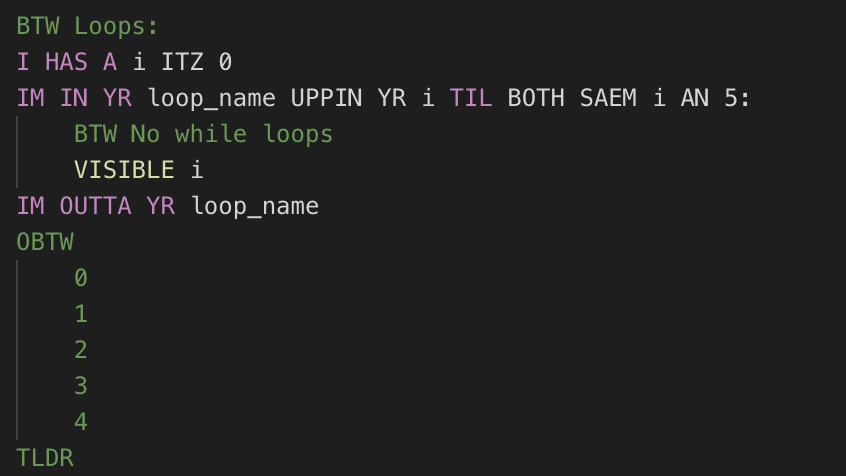 BTW Loops:
I HAS A i ITZ 0
IM IN YR loop_name UPPIN YR i TIL BOTH SAEM i AN 5:
BTW No while loops
VISIBLE i
IM OUTTA YR loop_name
OBTW
0
1
2
3
4
TLDR